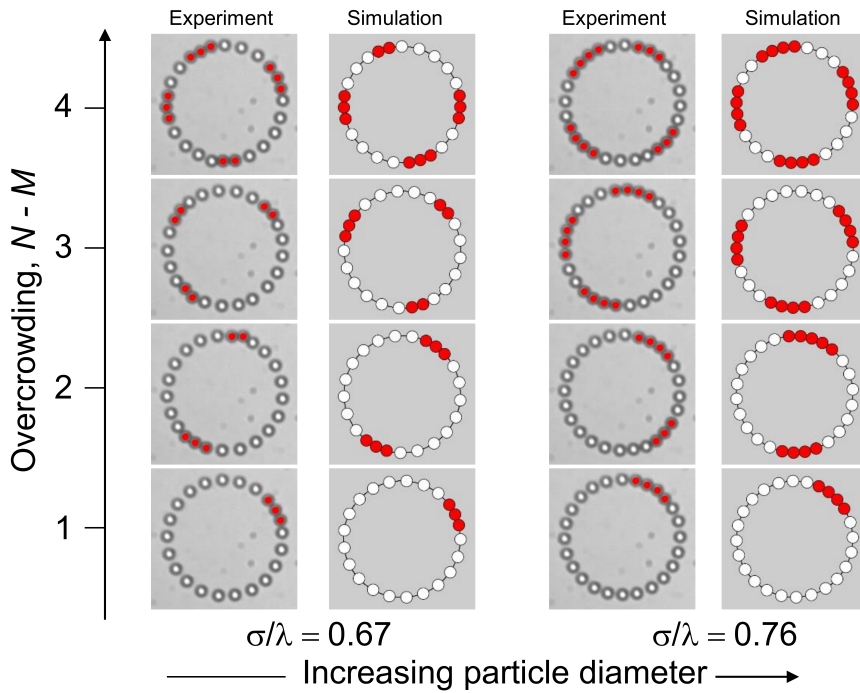 Experiment Simulation Experiment Simulation
4
3
2
1
Overcrowding, N - M
σ/λ = 0.67 σ/λ = 0.76
Increasing particle diameter